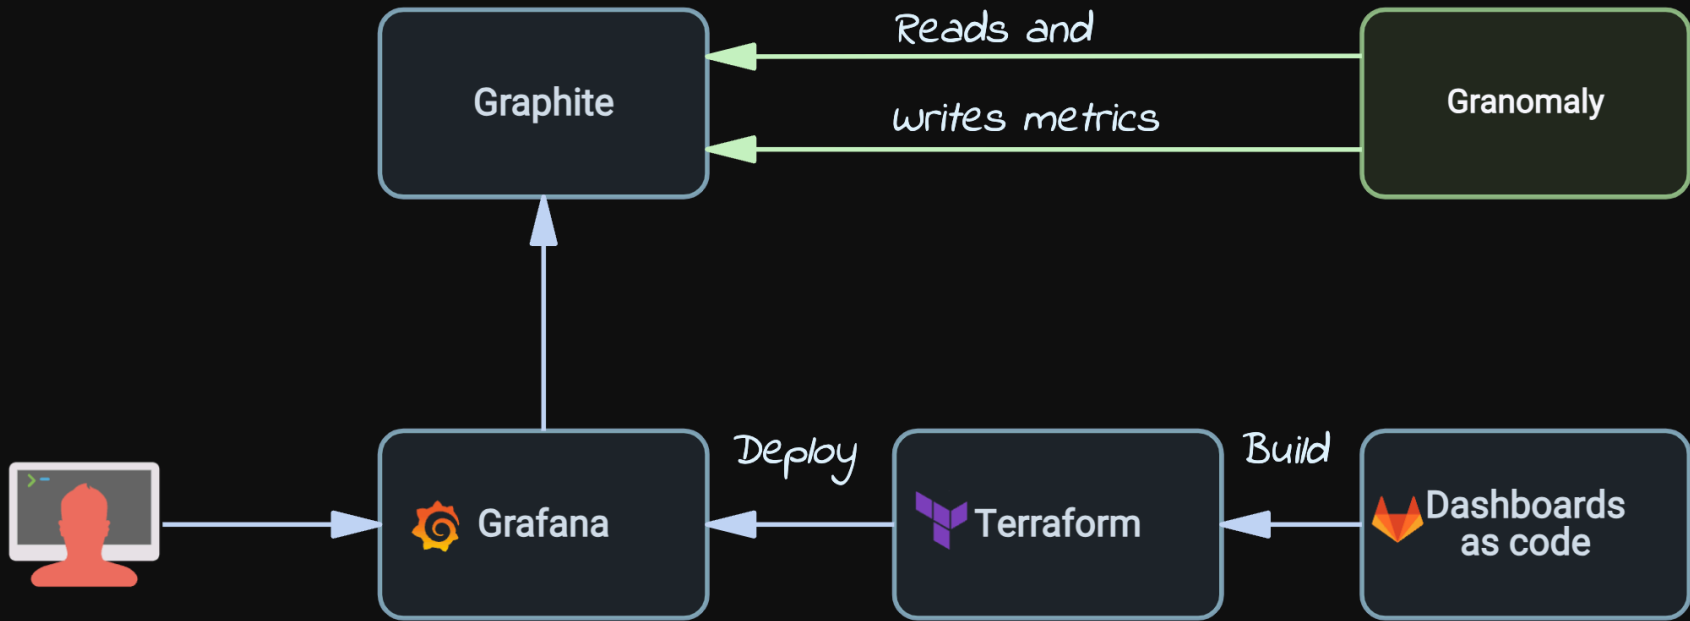 Reads and
Graphite
Granomaly
writes metrics
Deploy
Build
>-
Grafana
Terraform
Dashboards
as code